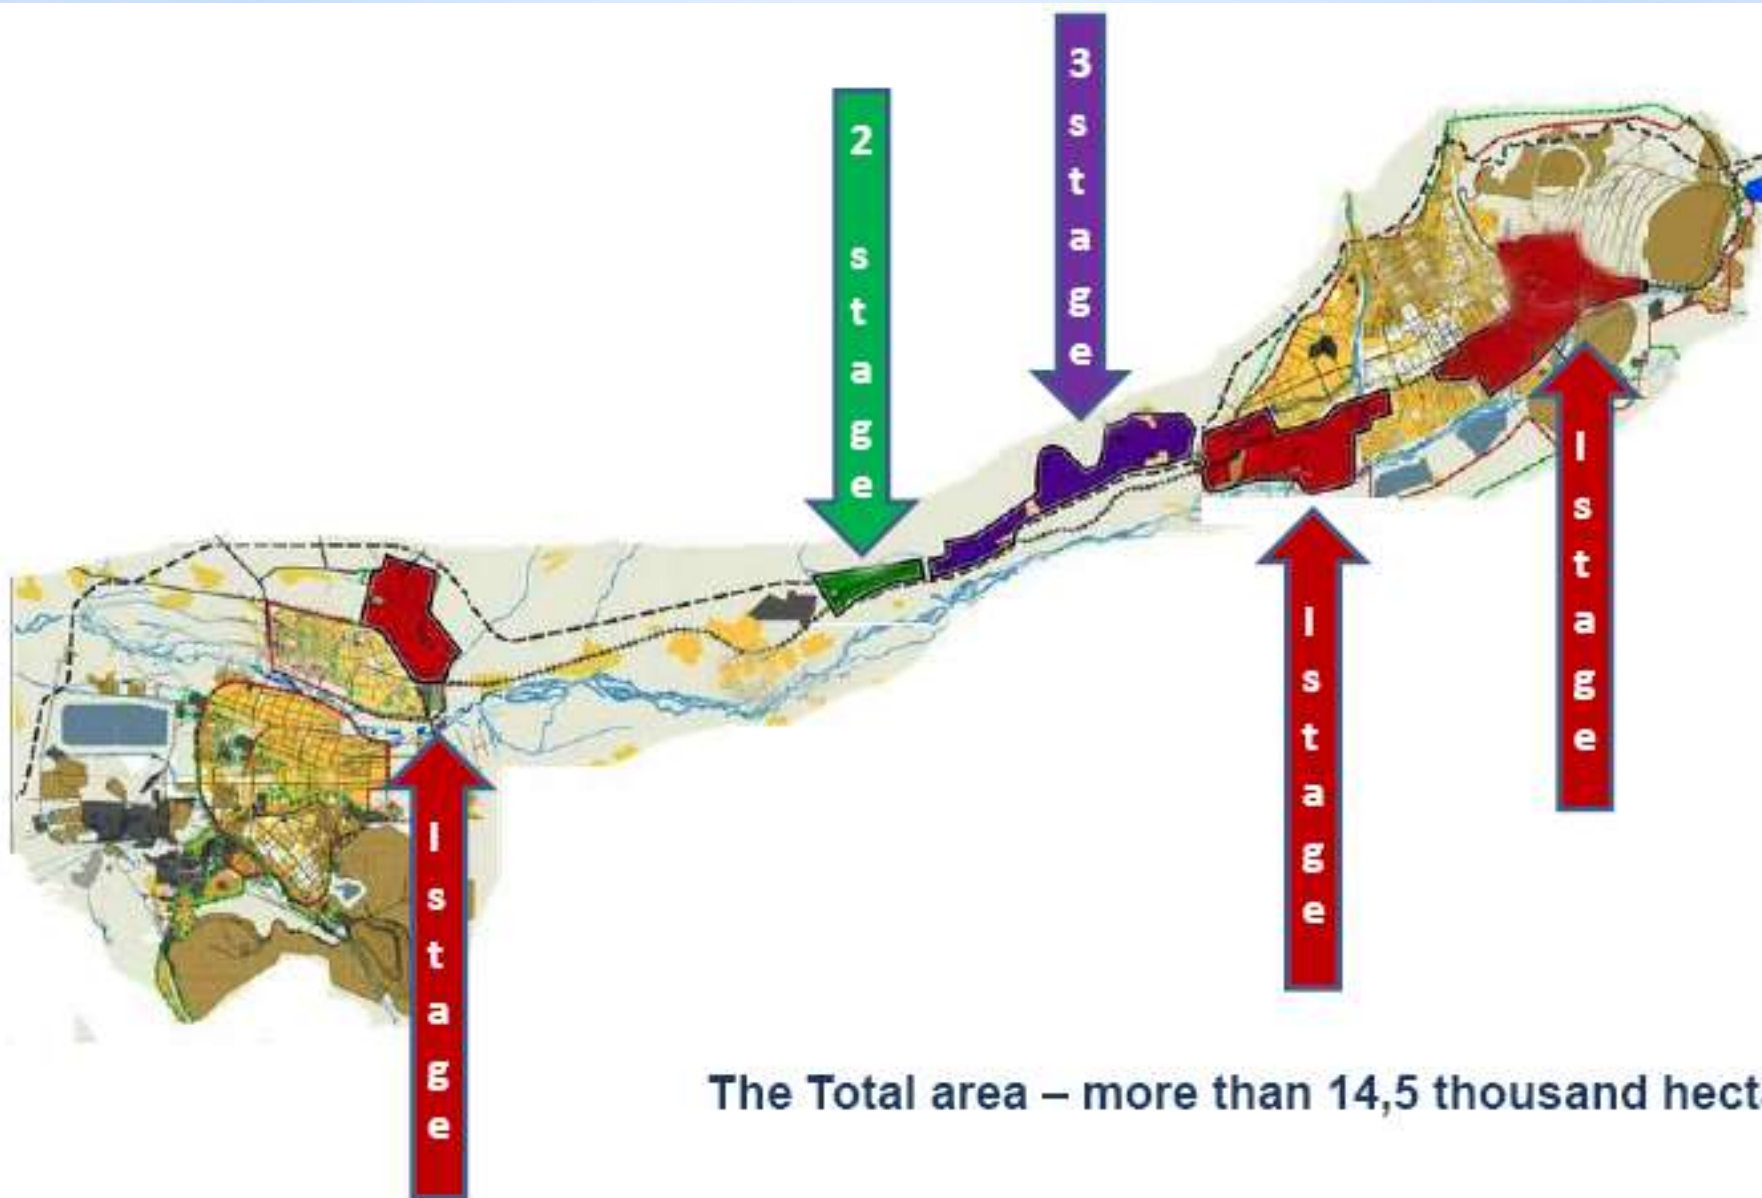 3 stage
2 stage
I stage
I stage
I stage
The Total area – more than 14,5 thousand hect